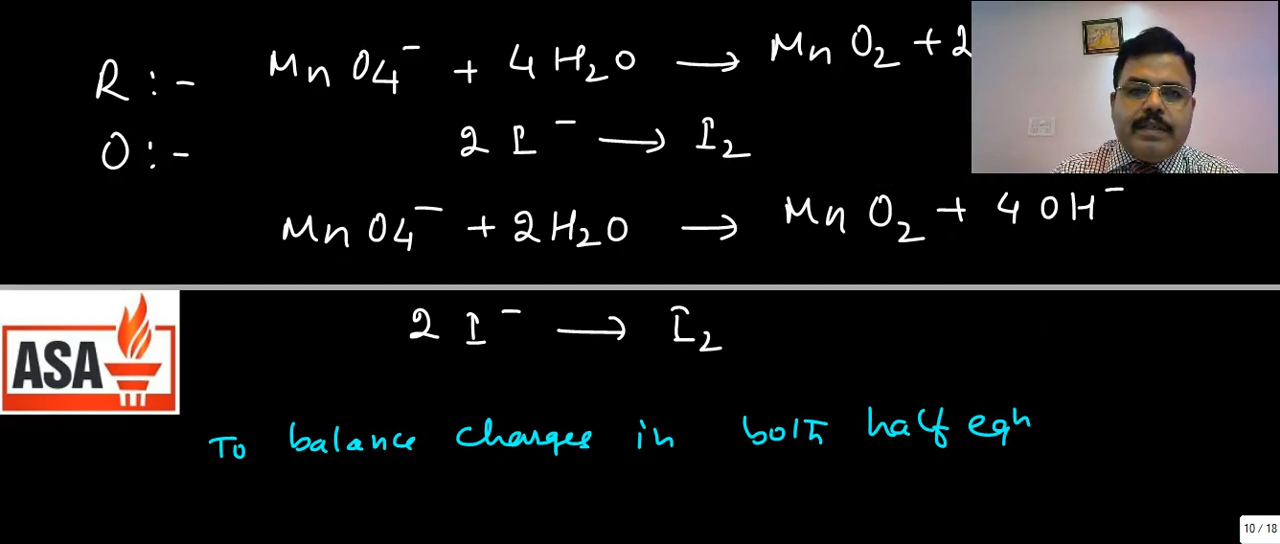 R :- MnO4⁻ + 4H₂O → MnO₂ + 2
O :- 2I⁻ → I₂
MnO4⁻ + 2H₂O → MnO₂ + 4OH⁻
ASA
2I⁻ → I₂
To balance charges in both half eqn
10 / 18